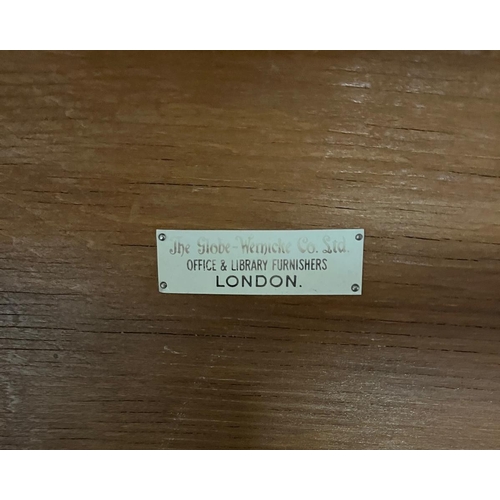 The Globe-Wernicke Co. Ltd.
OFFICE & LIBRARY FURNISHERS
LONDON.